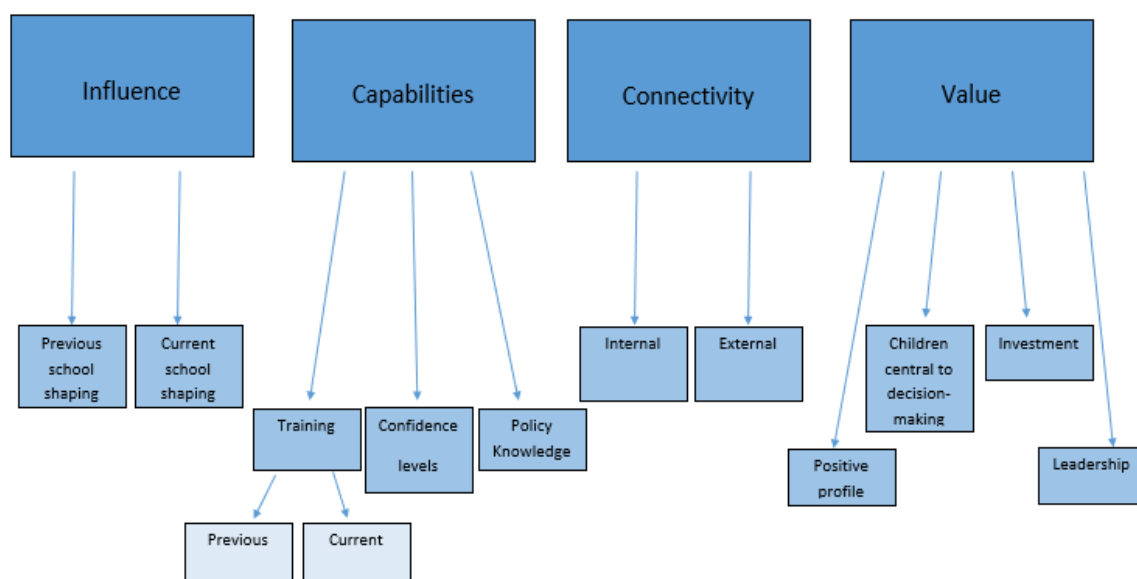 Influence
Capabilities
Connectivity
Value
Previous
school
shaping
Current
school
shaping
Training
Confidence
levels
Policy
Knowledge
Internal
External
Children
central to
decision-
making
Investment
Positive
profile
Leadership
Previous
Current